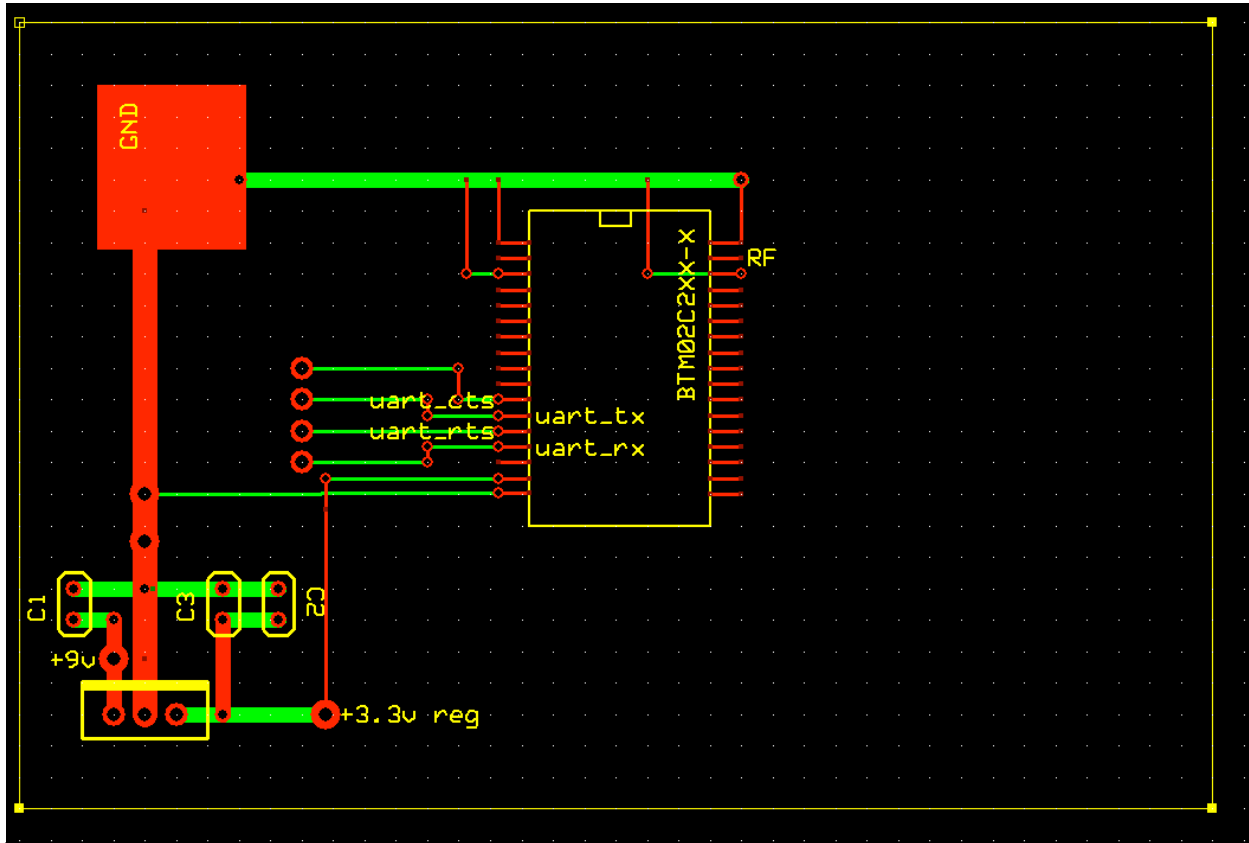 GND
RF
BTM02C2XX-X
uart_cts
uart_tx
uart_rts
uart_rx
C1
C3
C2
+9v
+3.3v reg